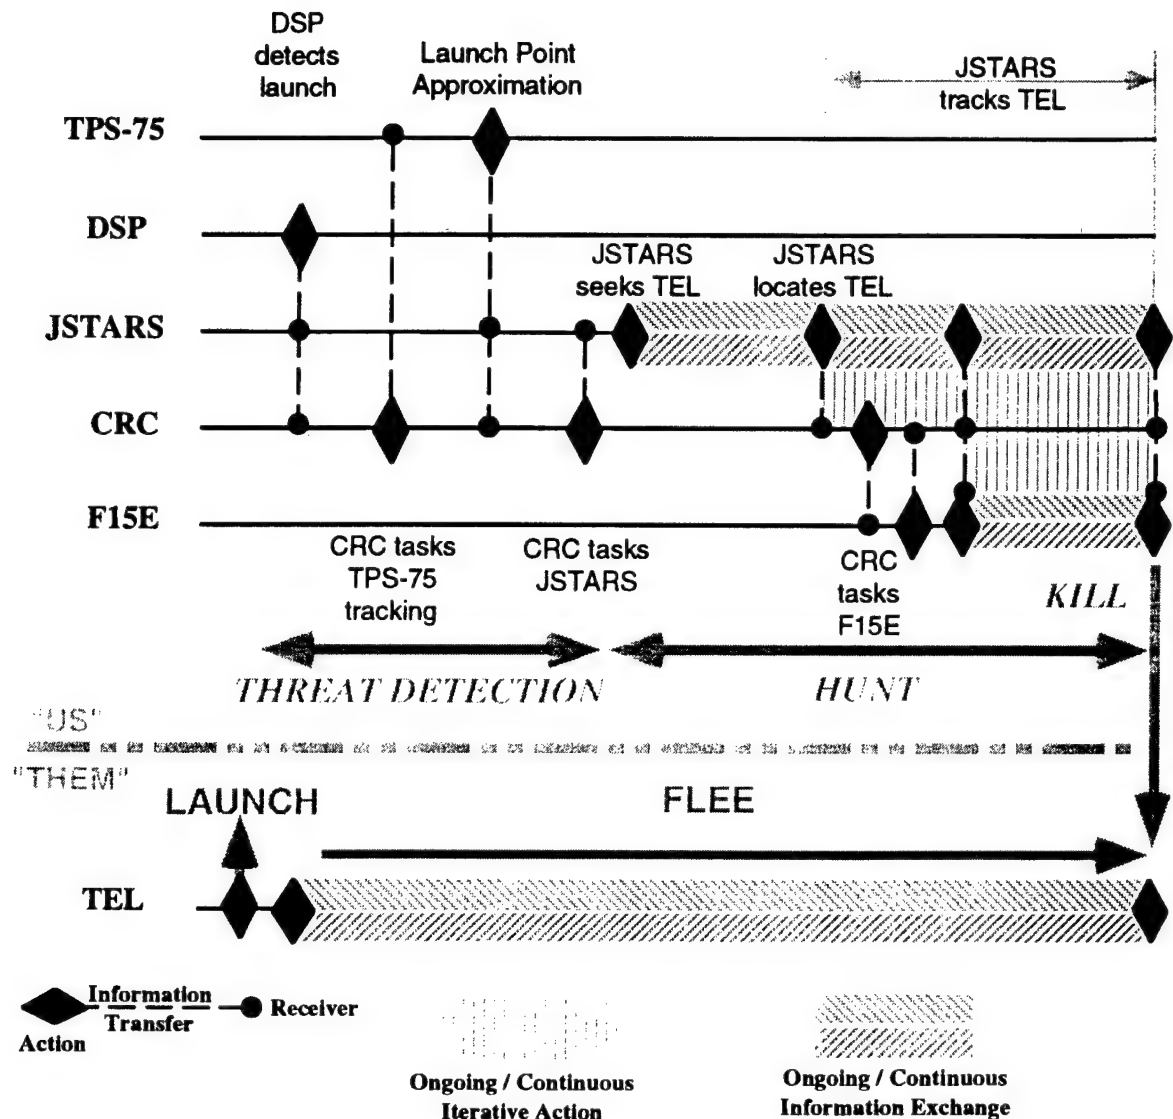 DSP
detects
launch
Launch Point
Approximation
JSTARS
tracks TEL
TPS-75
DSP
JSTARS
seeks TEL
JSTARS
locates TEL
JSTARS
CRC
F15E
CRC tasks
TPS-75
tracking
CRC tasks
JSTARS
CRC
tasks
F15E
KILL
THREAT DETECTION
HUNT
"US"
"THEM"
LAUNCH
FLEE
TEL
Information
Transfer
Receiver
Action
Ongoing / Continuous
Iterative Action
Ongoing / Continuous
Information Exchange